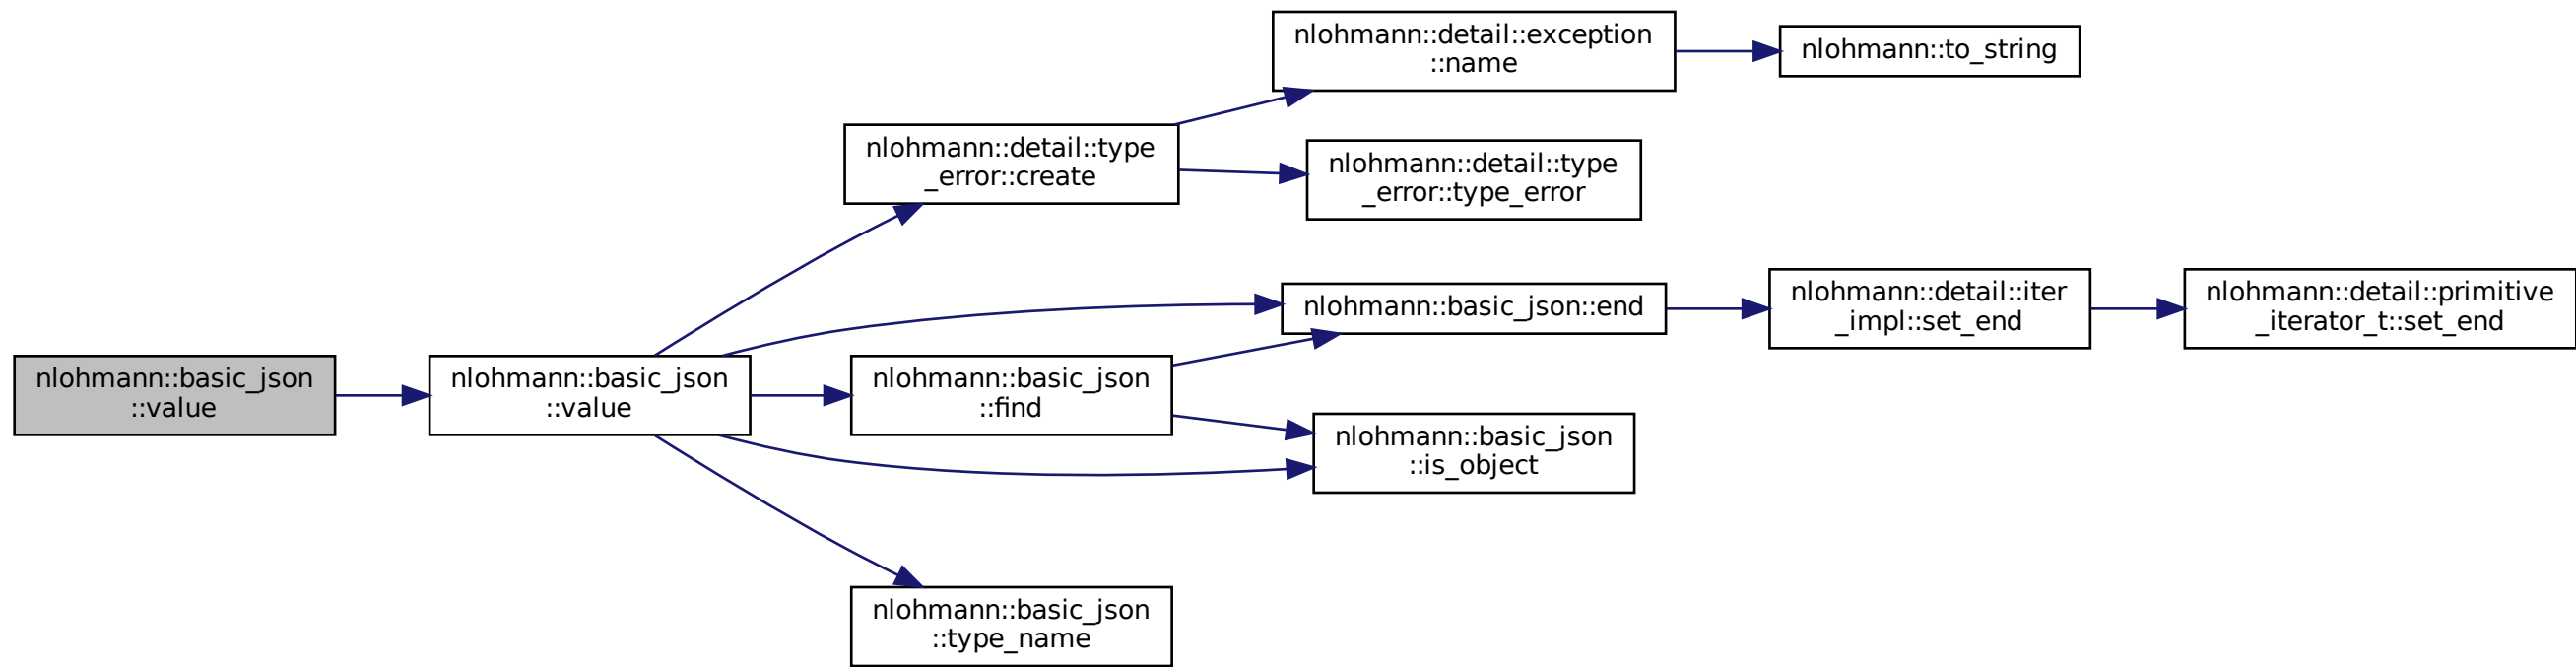 nlohmann::detail::exception
::name
nlohmann::to_string
nlohmann::detail::type
_error::create
nlohmann::detail::type
_error::type_error
nlohmann::basic_json::end
nlohmann::detail::iter
_impl::set_end
nlohmann::detail::primitive
_iterator_t::set_end
nlohmann::basic_json
::value
nlohmann::basic_json
::value
nlohmann::basic_json
::find
nlohmann::basic_json
::is_object
nlohmann::basic_json
::type_name